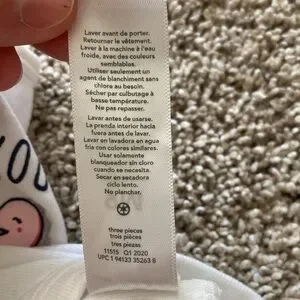 Laver avant de porter.
Retourner le vêtement.
Laver à la machine à l'eau
froide, avec des couleurs
semblables.
Utiliser seulement un
agent de blanchiment sans
chlore au besoin.
Sécher par culbutage à
basse température.
Ne pas repasser.
Lavar antes de usarse.
La prenda interior hacia
fuera antes de lavar.
Lavar en lavadora en agua
fria con colores similares.
Usar solamente
blanqueador sin cloro
cuando se necesita.
Secar en secadora
ciclo lento.
No planchar.
three pieces
trois pièces
tres piezas
11515 Q1 2020
UPC 1 94133 35263 8